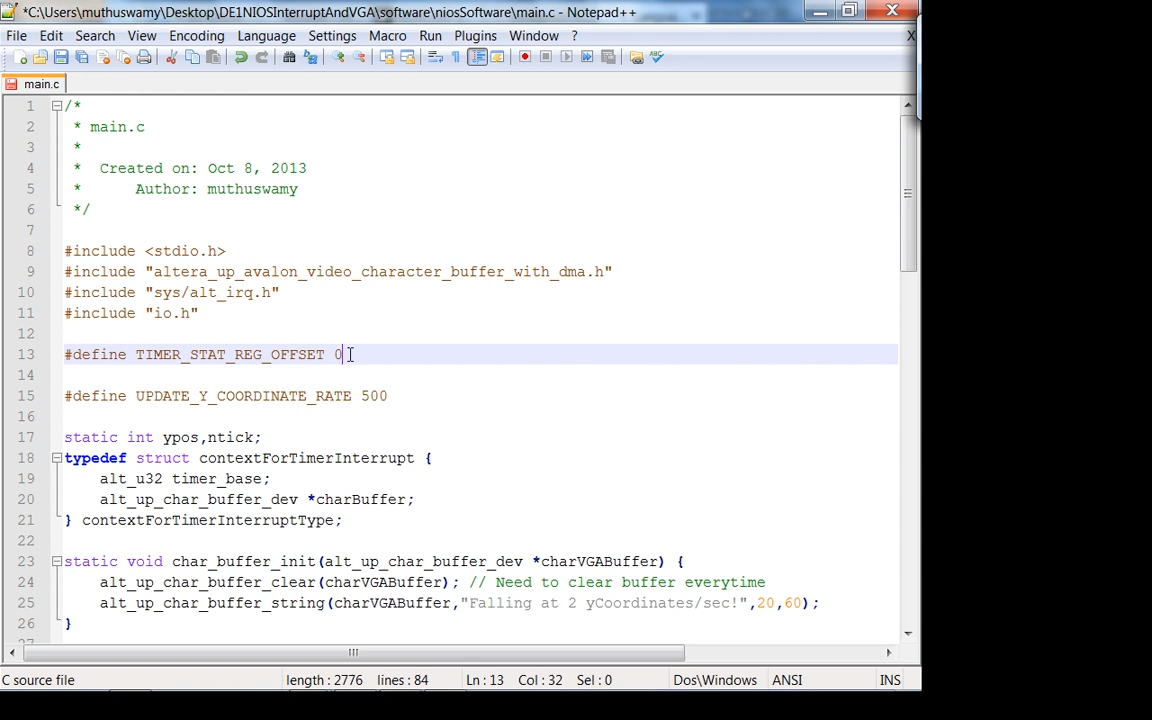 *C:\Users\muthuswamy\Desktop\DE1NIOSInterruptAndVGA\software\niosSoftware\main.c - Notepad++
File Edit Search View Encoding Language Settings Macro Run Plugins Window ? X
main.c
1 /*
2 * main.c
3 *
4 * Created on: Oct 8, 2013
5 * Author: muthuswamy
6 */
7
8 #include <stdio.h>
9 #include "altera_up_avalon_video_character_buffer_with_dma.h"
10 #include "sys/alt_irq.h"
11 #include "io.h"
12
13 #define TIMER_STAT_REG_OFFSET 0
14
15 #define UPDATE_Y_COORDINATE_RATE 500
16
17 static int ypos,ntick;
18 typedef struct contextForTimerInterrupt {
19 alt_u32 timer_base;
20 alt_up_char_buffer_dev *charBuffer;
21 } contextForTimerInterruptType;
22
23 static void char_buffer_init(alt_up_char_buffer_dev *charVGABuffer) {
24 alt_up_char_buffer_clear(charVGABuffer); // Need to clear buffer everytime
25 alt_up_char_buffer_string(charVGABuffer,"Falling at 2 yCoordinates/sec!",20,60);
26 }
27
C source file length : 2776 lines : 84 Ln : 13 Col : 32 Sel : 0 Dos\Windows ANSI INS